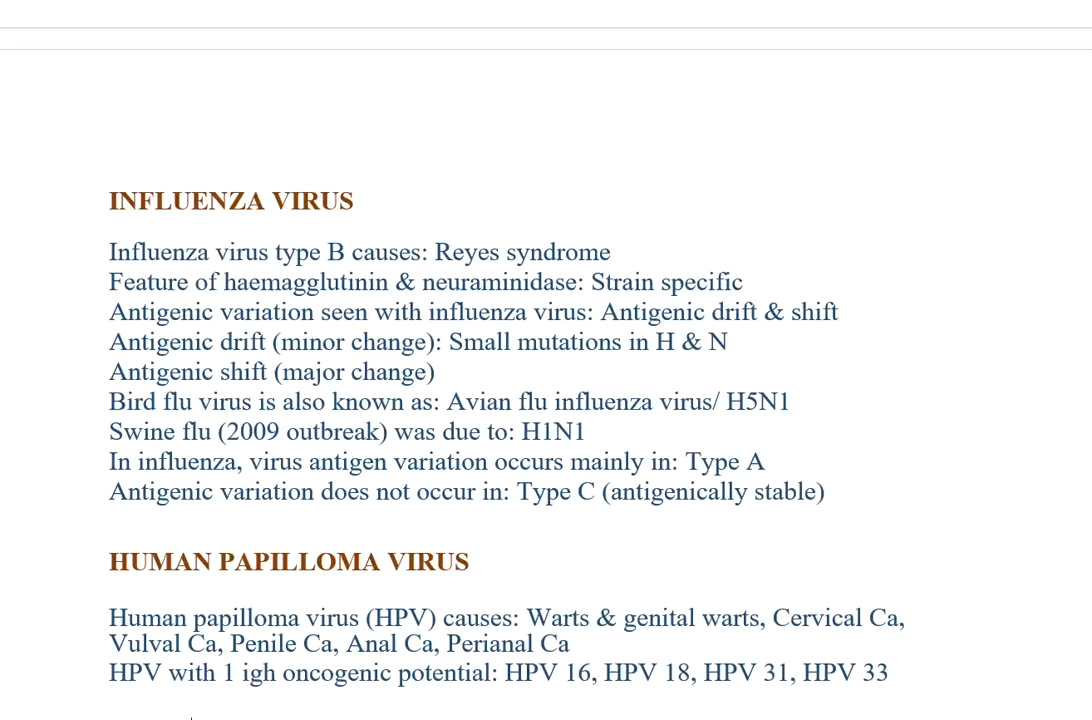 INFLUENZA VIRUS
Influenza virus type B causes: Reyes syndrome
Feature of haemagglutinin & neuraminidase: Strain specific
Antigenic variation seen with influenza virus: Antigenic drift & shift
Antigenic drift (minor change): Small mutations in H & N
Antigenic shift (major change)
Bird flu virus is also known as: Avian flu influenza virus/ H5N1
Swine flu (2009 outbreak) was due to: H1N1
In influenza, virus antigen variation occurs mainly in: Type A
Antigenic variation does not occur in: Type C (antigenically stable)
HUMAN PAPILLOMA VIRUS
Human papilloma virus (HPV) causes: Warts & genital warts, Cervical Ca,
Vulval Ca, Penile Ca, Anal Ca, Perianal Ca
HPV with 1 igh oncogenic potential: HPV 16, HPV 18, HPV 31, HPV 33